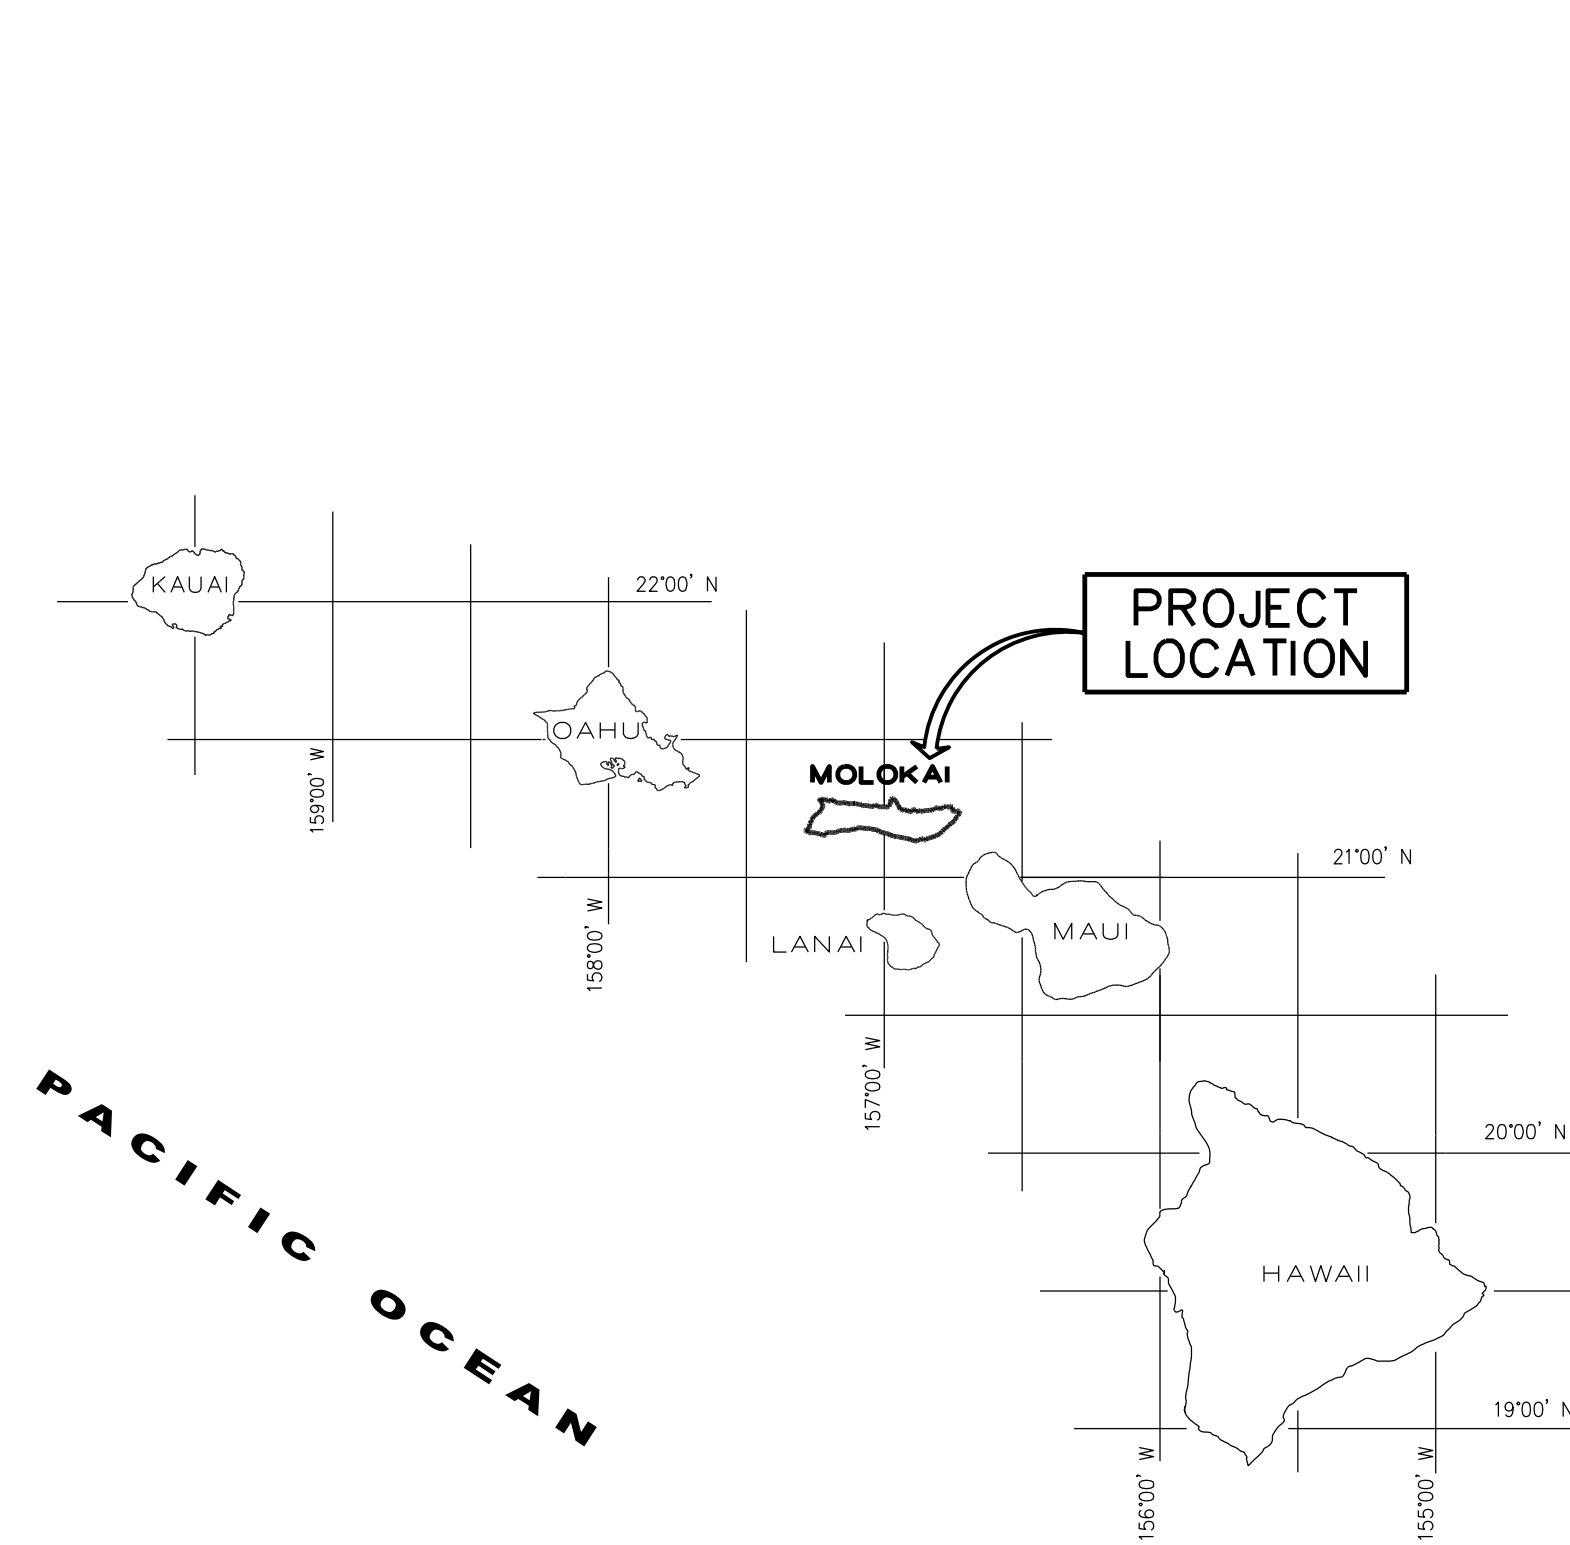 KAUAI
22°00' N
PROJECT
LOCATION
OAHU
159°00' W
MOLOKAI
21°00' N
158°00' W
LANAI
MAUI
157°00' W
20°00' N
PACIFIC OCEAN
HAWAII
19°00' N
156°00' W
155°00' W